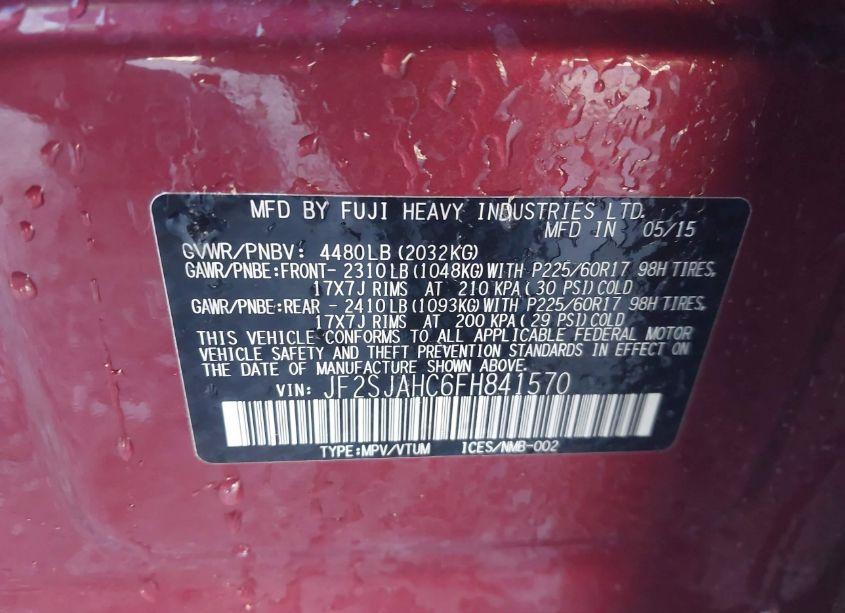 MFD BY FUJI HEAVY INDUSTRIES LTD.
MFD IN 05/15
GVWR/PNBV: 4480LB (2032KG)
GAWR/PNBE:FRONT- 2310LB (1048KG) WITH P225/60R17 98H TIRES,
17X7J RIMS AT 210 KPA ( 30 PSI) COLD
GAWR/PNBE:REAR - 2410LB (1093KG) WITH P225/60R17 98H TIRES,
17X7J RIMS AT 200 KPA ( 29 PSI) COLD
THIS VEHICLE CONFORMS TO ALL APPLICABLE FEDERAL MOTOR
VEHICLE SAFETY AND THEFT PREVENTION STANDARDS IN EFFECT ON
THE DATE OF MANUFACTURE SHOWN ABOVE.
VIN: JF2SJAHC6FH841570
TYPE:MPV/VTUM ICES/NMB-002